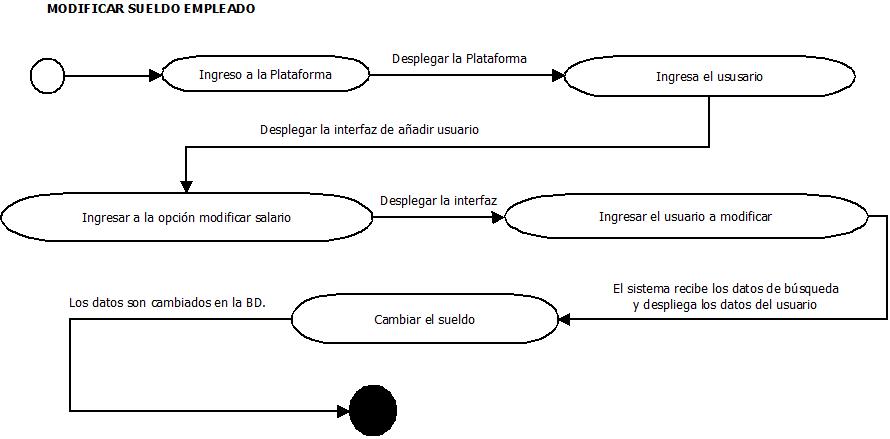 MODIFICAR SUELDO EMPLEADO
Desplegar la Plataforma
Ingreso a la Plataforma
Ingresa el ususario
Desplegar la interfaz de añadir usuario
Desplegar la interfaz
Ingresar a la opción modificar salario
Ingresar el usuario a modificar
El sistema recibe los datos de búsqueda
y despliega los datos del usuario
Los datos son cambiados en la BD.
Cambiar el sueldo